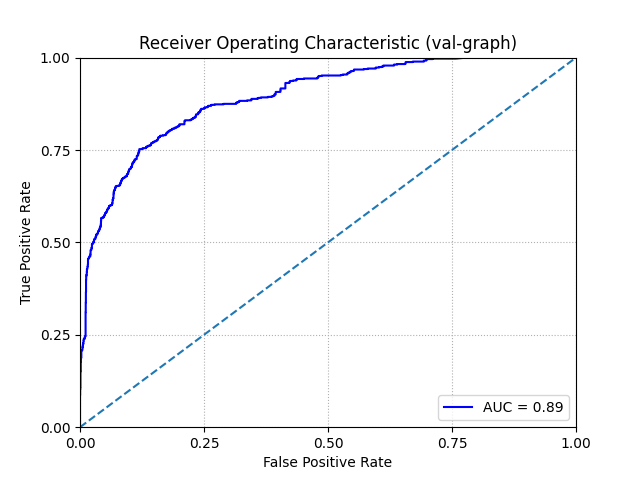 Receiver Operating Characteristic (val-graph)
1.00
0.75
0.50
0.25
0.00
True Positive Rate
AUC = 0.89
0.00 0.25 0.50 0.75 1.00
False Positive Rate